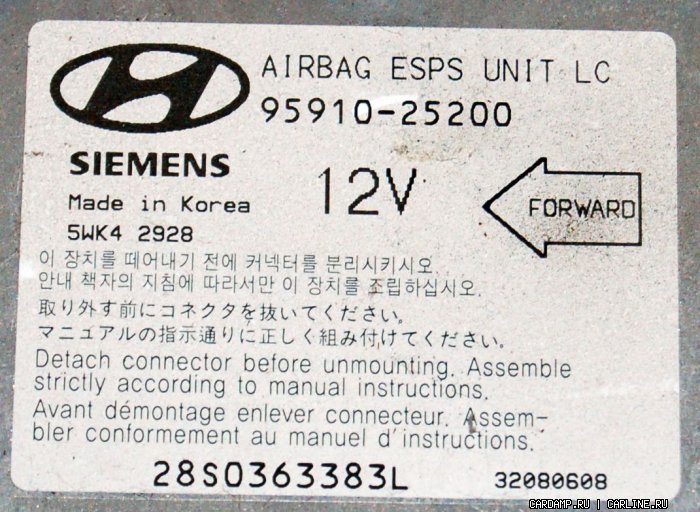 AIRBAG ESPS UNIT LC
95910-25200
SIEMENS
12V
FORWARD
Made in Korea
5WK4 2928
이 장치를 떼어내기 전에 커넥터를 분리시키시오.
안내 책자의 지침에 따라서만 이 장치를 조립하십시오.
取り外す前にコネクタを抜いてください。
マニュアルの指示通りに正しく組み付けてください。
Detach connector before unmounting. Assemble
strictly according to manual instructions.
Avant démontage enlever connecteur. Assem-
bler conformement au manuel d'instructions.
28S0363383L
32080608
CARDAMP.RU | CARLINE.RU